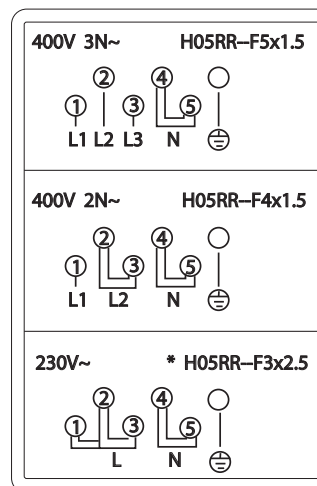 400V 3N~ H05RR--F5x1.5
2 4
1 3 5
L1 L2 L3 N
400V 2N~ H05RR--F4x1.5
2 4
1 3 5
L1 L2 N
230V~ * H05RR--F3x2.5
2 4
1 3 5
L N